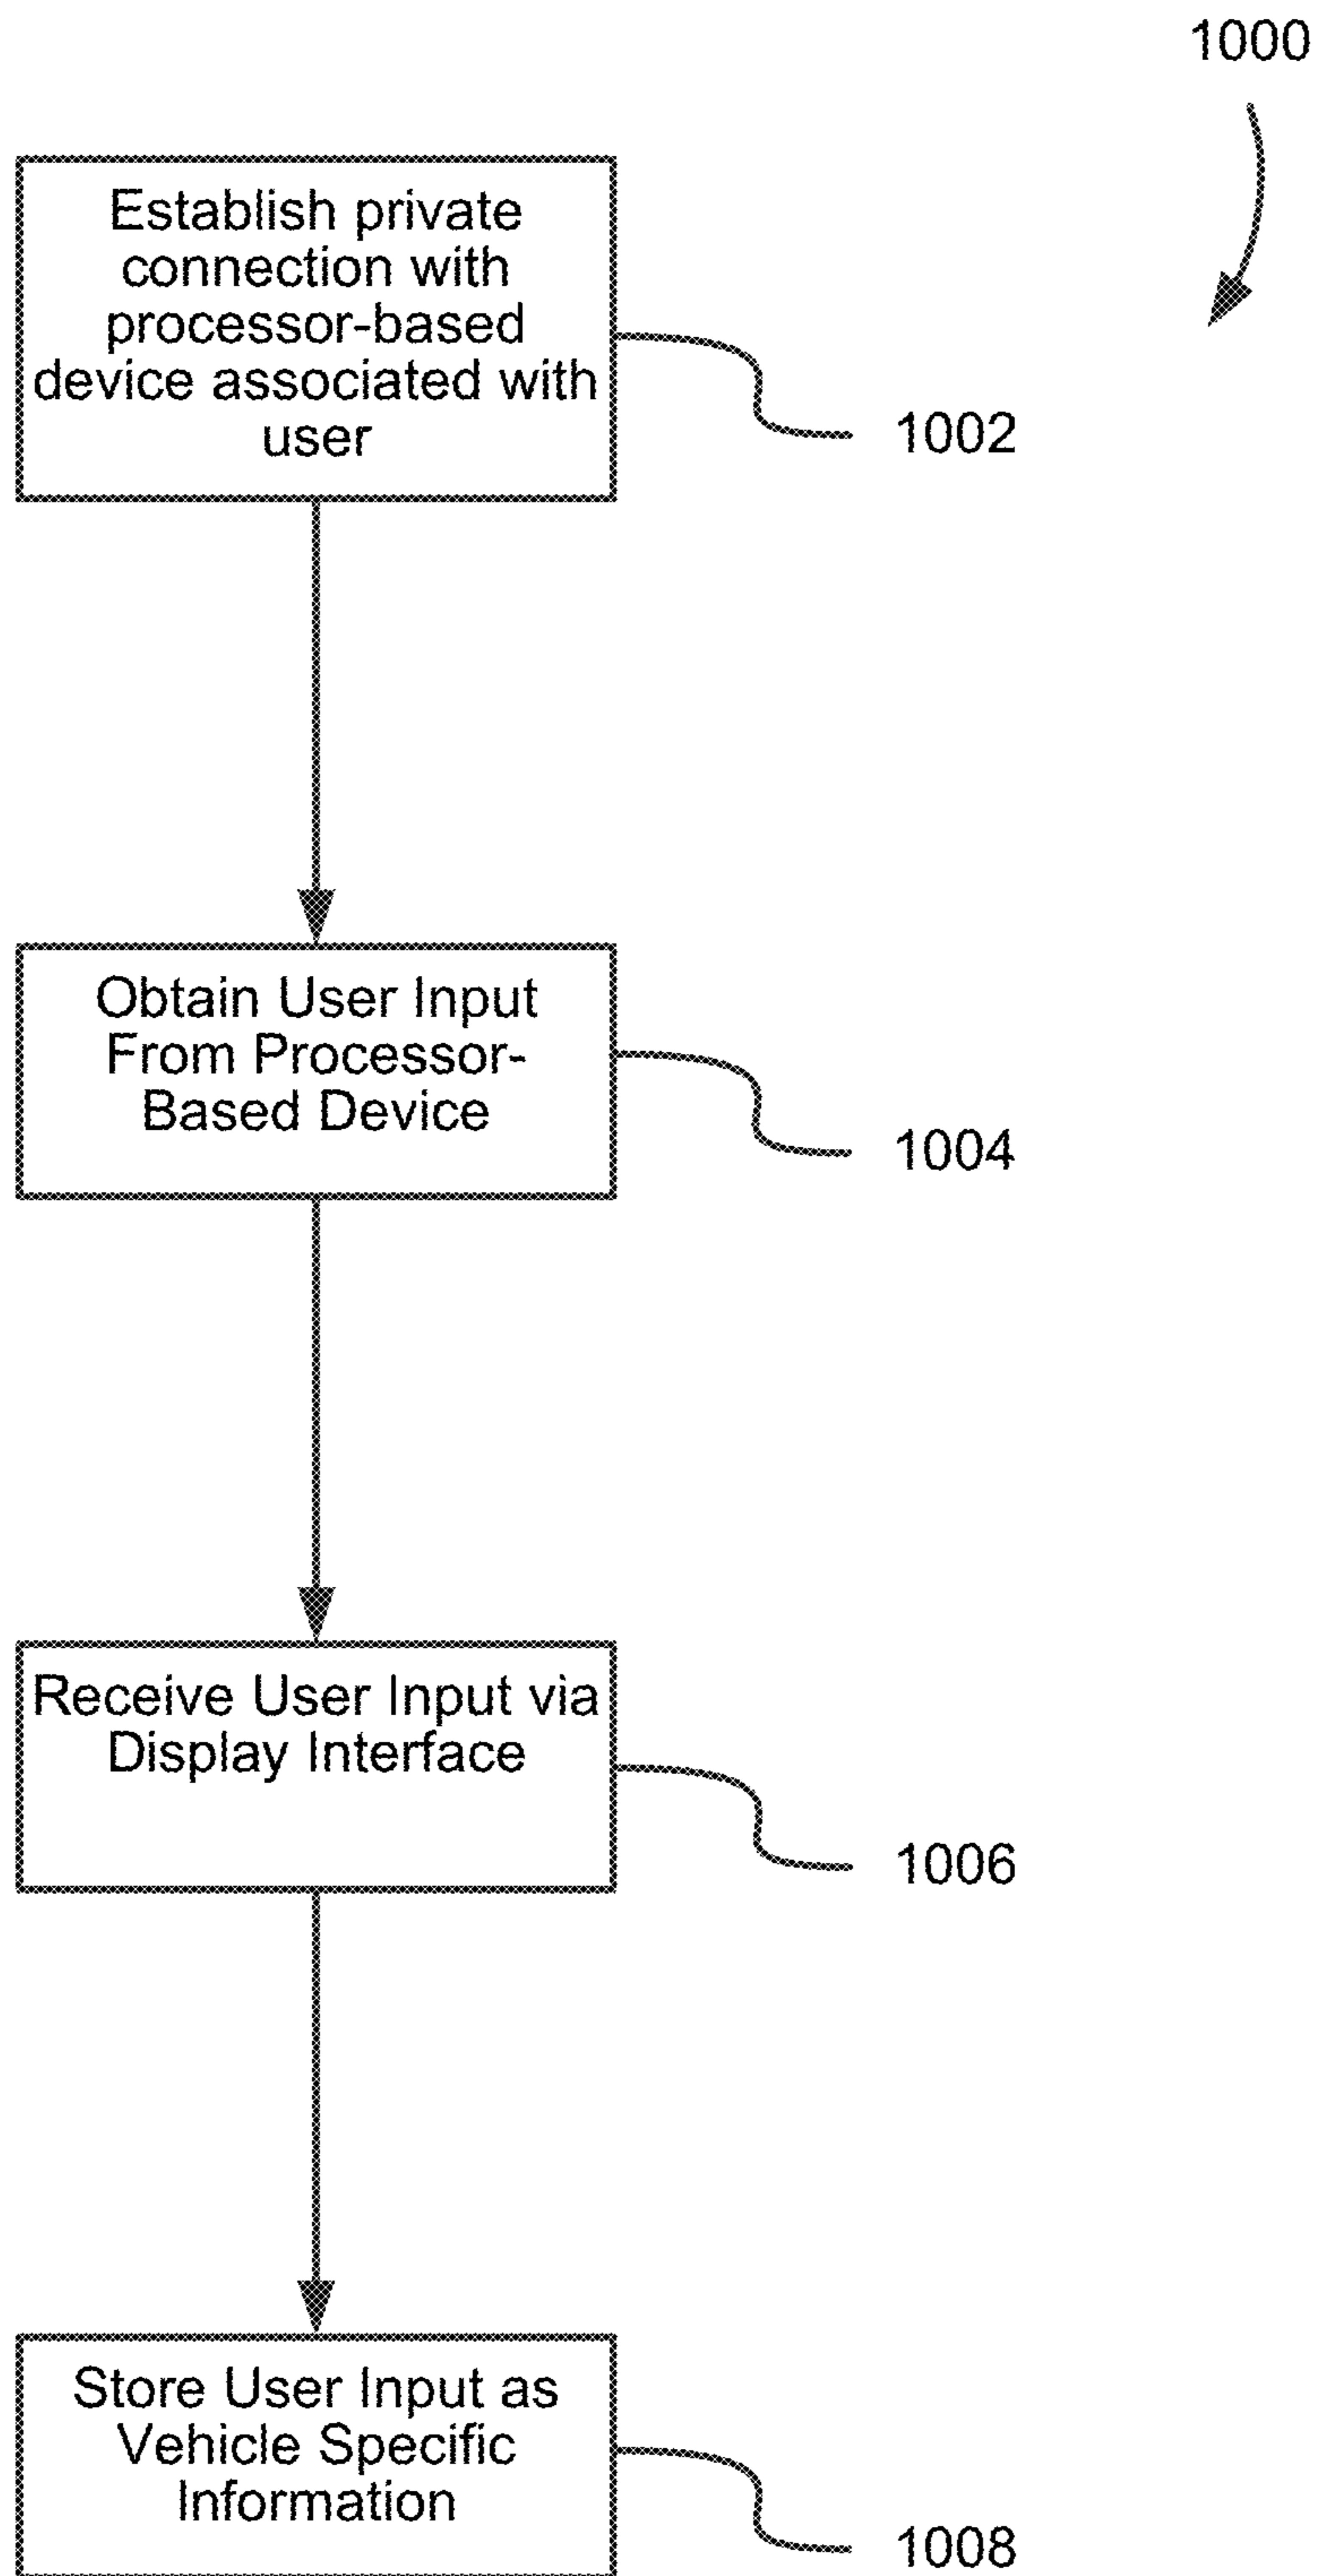 1000
Establish private
connection with
processor-based
device associated with
user
1002
Obtain User Input
From Processor-
Based Device
1004
Receive User Input via
Display Interface
1006
Store User Input as
Vehicle Specific
Information
1008